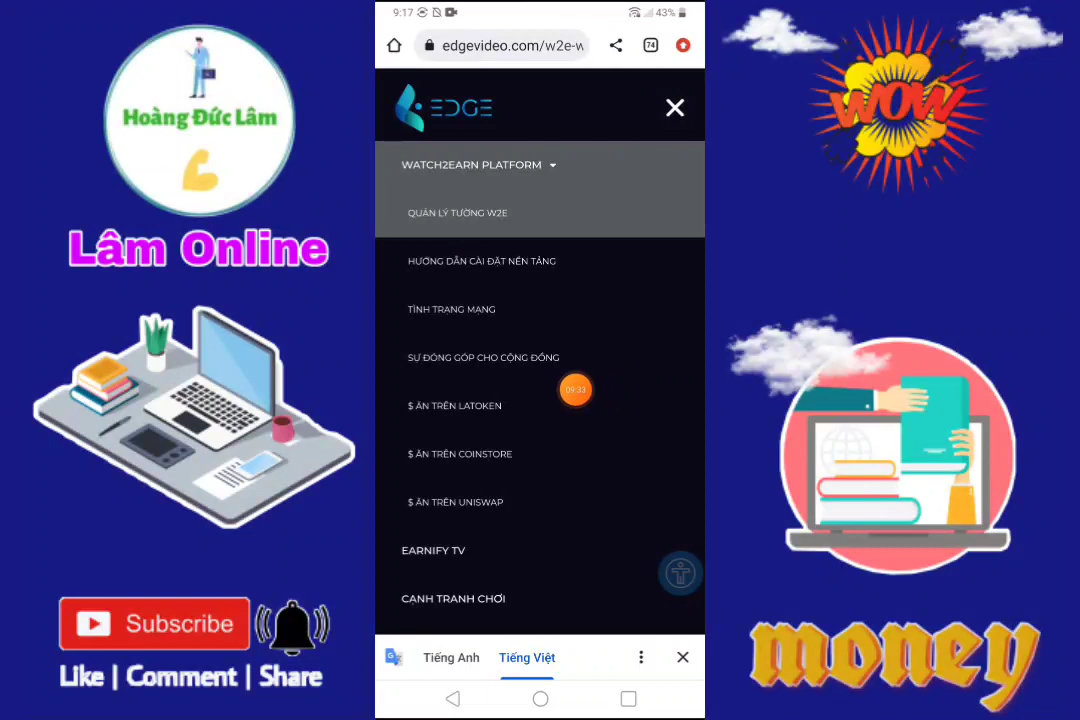 Hoàng Đức Lâm
Lâm Online
Subscribe
Like | Comment | Share
9:17
43%
edgevideo.com/w2e-w
74
EDGE
WATCH2EARN PLATFORM
QUẢN LÝ TƯỜNG W2E
HƯỚNG DẪN CÀI ĐẶT NỀN TẢNG
TÌNH TRẠNG MẠNG
SỰ ĐÓNG GÓP CHO CỘNG ĐỒNG
09:33
$ ĂN TRÊN LATOKEN
$ ĂN TRÊN COINSTORE
$ ĂN TRÊN UNISWAP
EARNIFY TV
CẠNH TRANH CHƠI
Tiếng Anh
Tiếng Việt
WOW
money